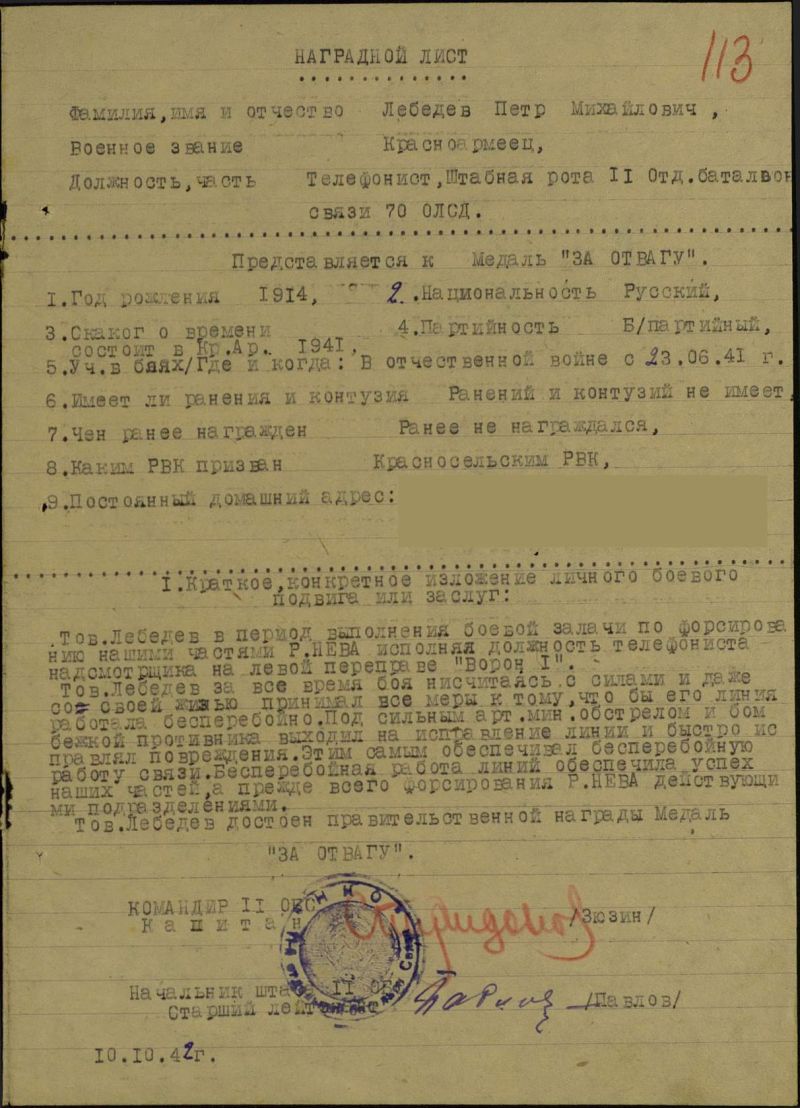 113
НАГРАДНОЙ ЛИСТ
Фамилия,имя и отчество Лебедев Петр Михайлович,
Военное звание Красноармеец,
Должность,часть Телефонист,Штабная рота II Отд.баталвон
связи 70 ОЛСД.
Представляется к Медаль "ЗА ОТВАГУ".
1.Год рождения 1914, 2.Национальность Русский,
3.Скаког о времени 4.Партийность Б/партийный,
состоит в Кр.Ар. 1941,
5.Уч.в бяях/Где и когда: В отчественной войне с 23.06.41 г.
6.Имеет ли ранения и контузия Ранений и контузий не имеет,
7.Чен ранее награжден Ранее не награждался,
8.Каким РВК призван Красносельским РВК,
9.Постоянный домашний адрес:
I.Краткое,конкретное изложение личного боевого
подвига или заслуг:
Тов.Лебедев в период выполнения боевой залачи по форсирова
нию нашими частями Р.НЕВА исполняя должность телефониста
надсмотрщика на левой переправе "Ворон I".
Тов.Лебедев за все время боя нисчитаясь с силами и даже
со своей жизью принимал все меры к тому,что бы его линия
работала бесперебойно.Под сильным арт.мин.обстрелом и бом
бежкой противника выходил на исправление линии и быстро ис
правлял повреждения.Этим самым обеспечивал бесперебойную
работу связи.Бесперебойная работа линий обеспечила успех
наших частей,а прежде всего форсирования Р.НЕВА действующи
ми подразделениями.
Тов.Лебедев достоен правительственной награды Медаль
"ЗА ОТВАГУ".
КОМАНДИР II ОБС
Капитан /Зюзин/
Начальник шта II ОБ
Старший лейт Павлов /Павлов/
10.10.42г.